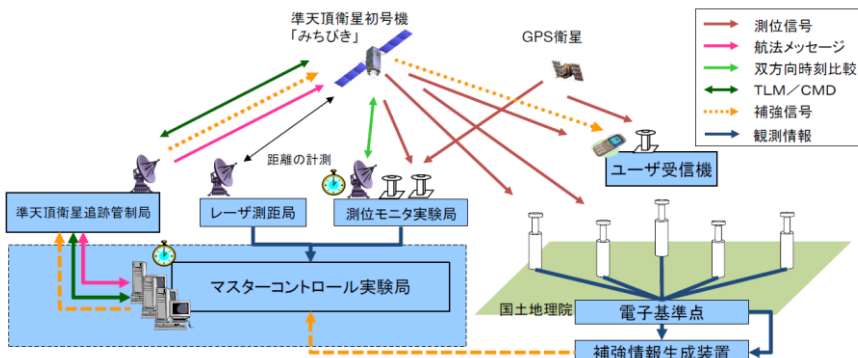 準天頂衛星初号機
「みちびき」
GPS衛星
測位信号
航法メッセージ
双方向時刻比較
TLM／CMD
補強信号
観測情報
距離の計測
ユーザ受信機
準天頂衛星追跡管制局
レーザ測距局
測位モニタ実験局
マスターコントロール実験局
国土地理院
電子基準点
補強情報生成装置